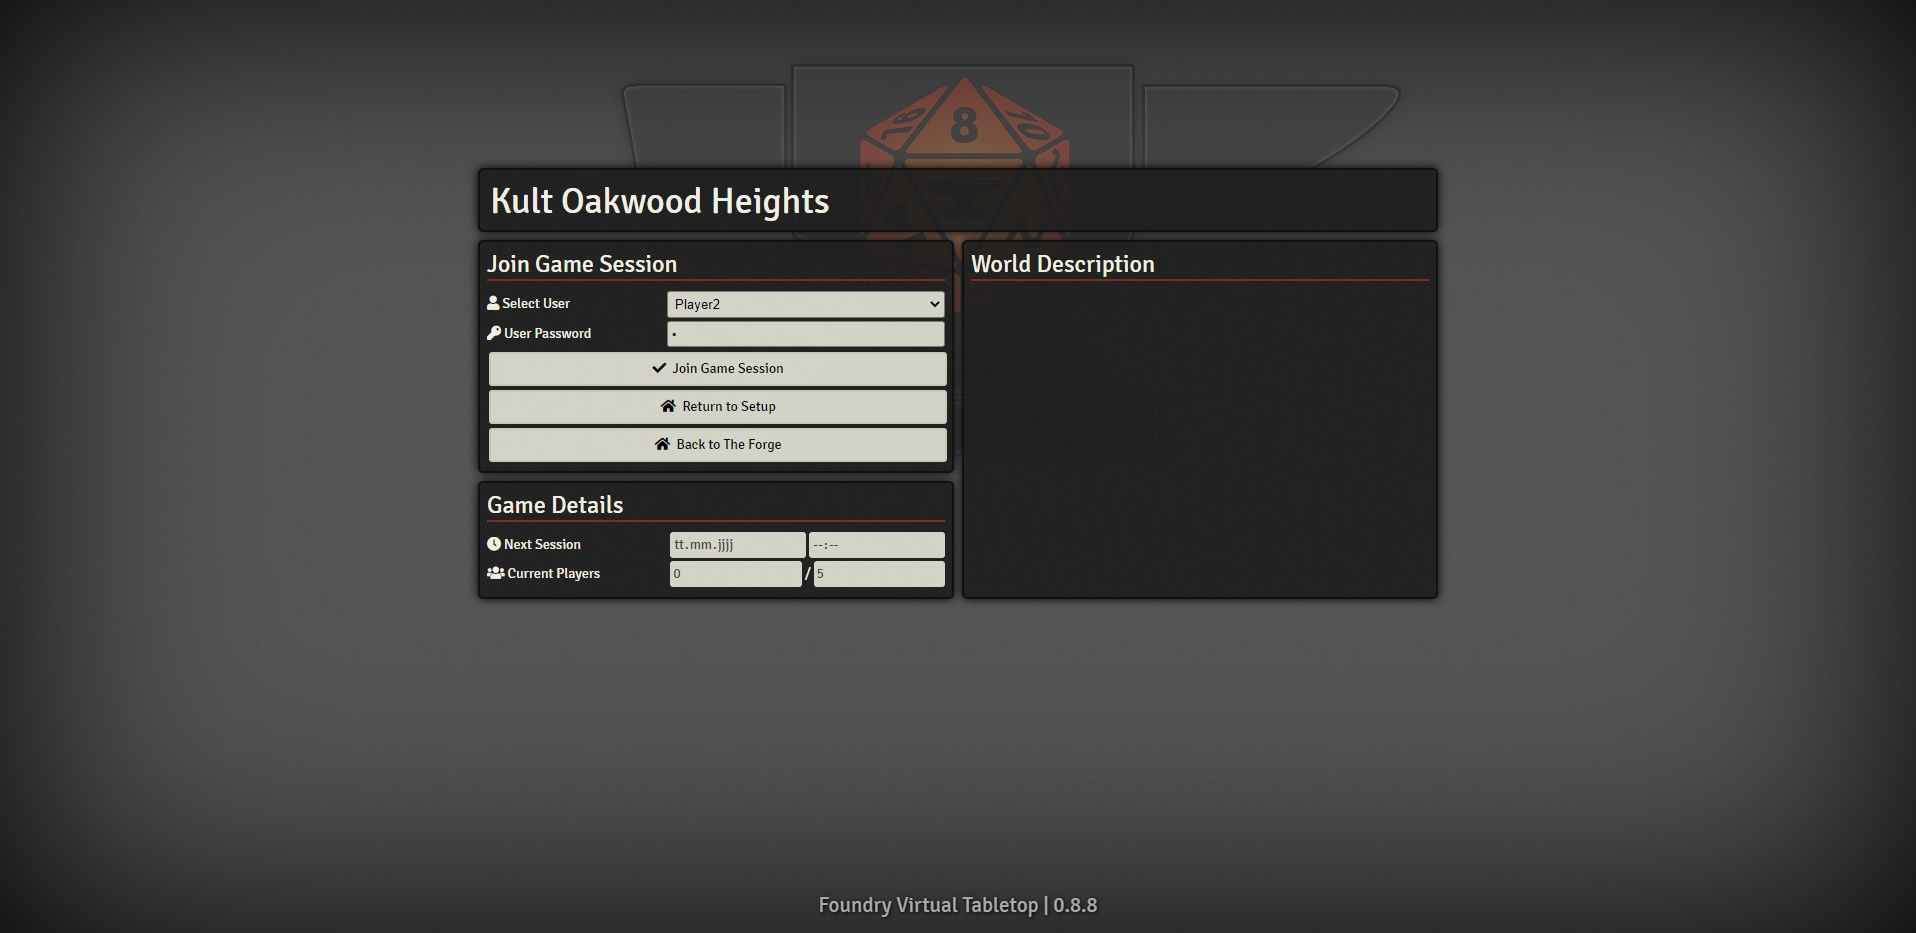 8
Kult Oakwood Heights
Join Game Session
Select User
Player2
User Password
•
Join Game Session
Return to Setup
Back to The Forge
Game Details
Next Session
tt.mm.jjjj
--:--
Current Players
0 / 5
World Description
Foundry Virtual Tabletop | 0.8.8